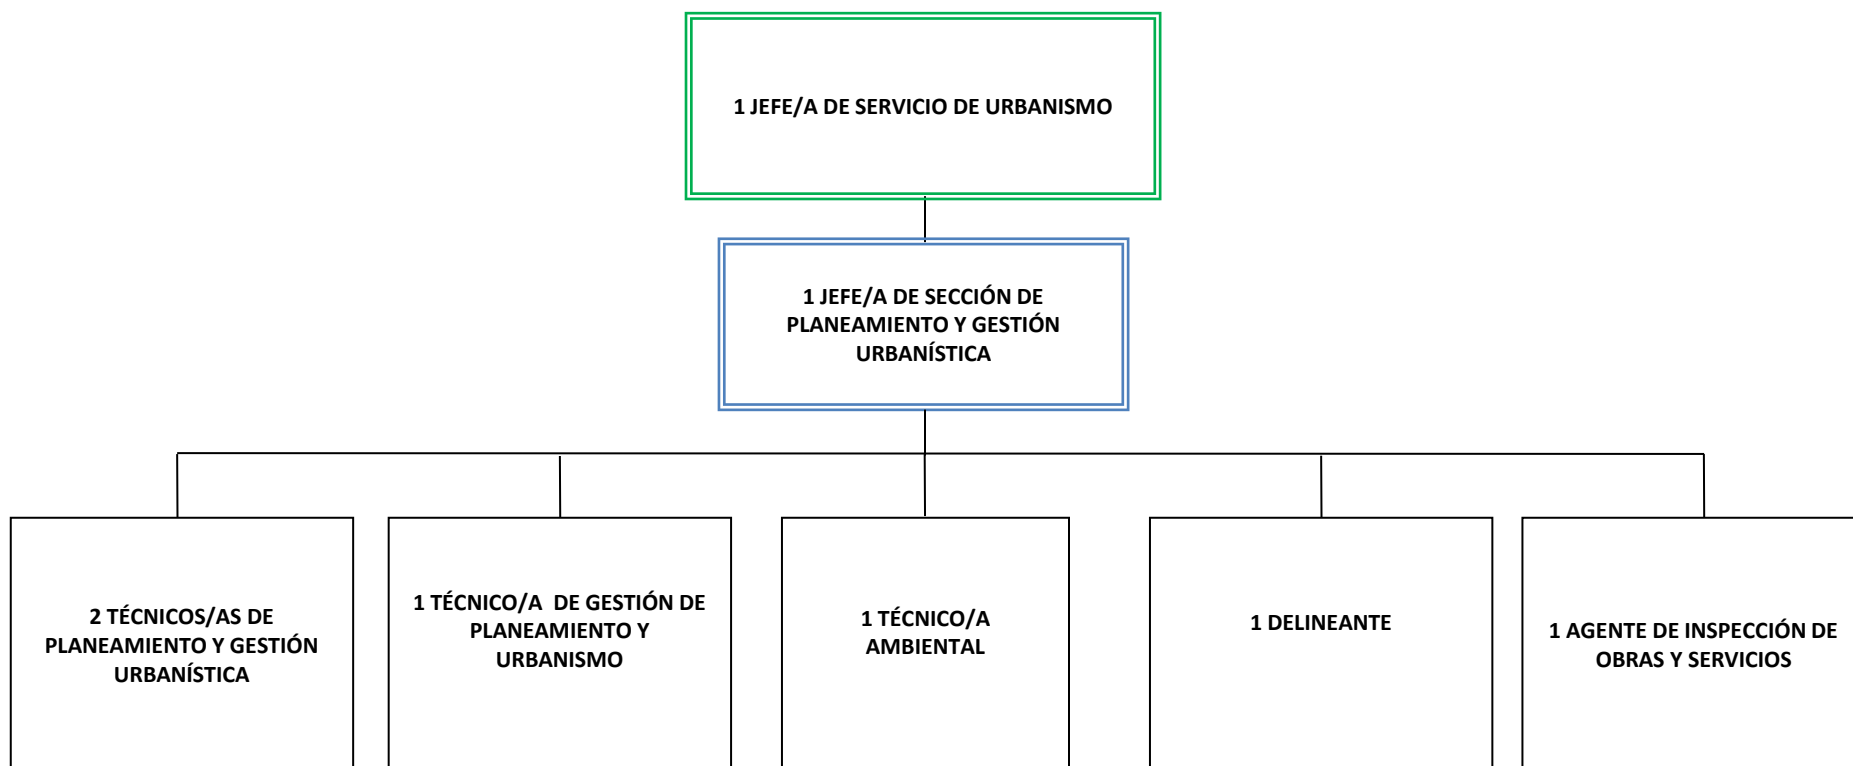 1 JEFE/A DE SERVICIO DE URBANISMO
1 JEFE/A DE SECCIÓN DE
PLANEAMIENTO Y GESTIÓN
URBANÍSTICA
2 TÉCNICOS/AS DE
PLANEAMIENTO Y GESTIÓN
URBANÍSTICA
1 TÉCNICO/A  DE GESTIÓN DE
PLANEAMIENTO Y
URBANISMO
1 TÉCNICO/A
AMBIENTAL
1 DELINEANTE
1 AGENTE DE INSPECCIÓN DE
OBRAS Y SERVICIOS